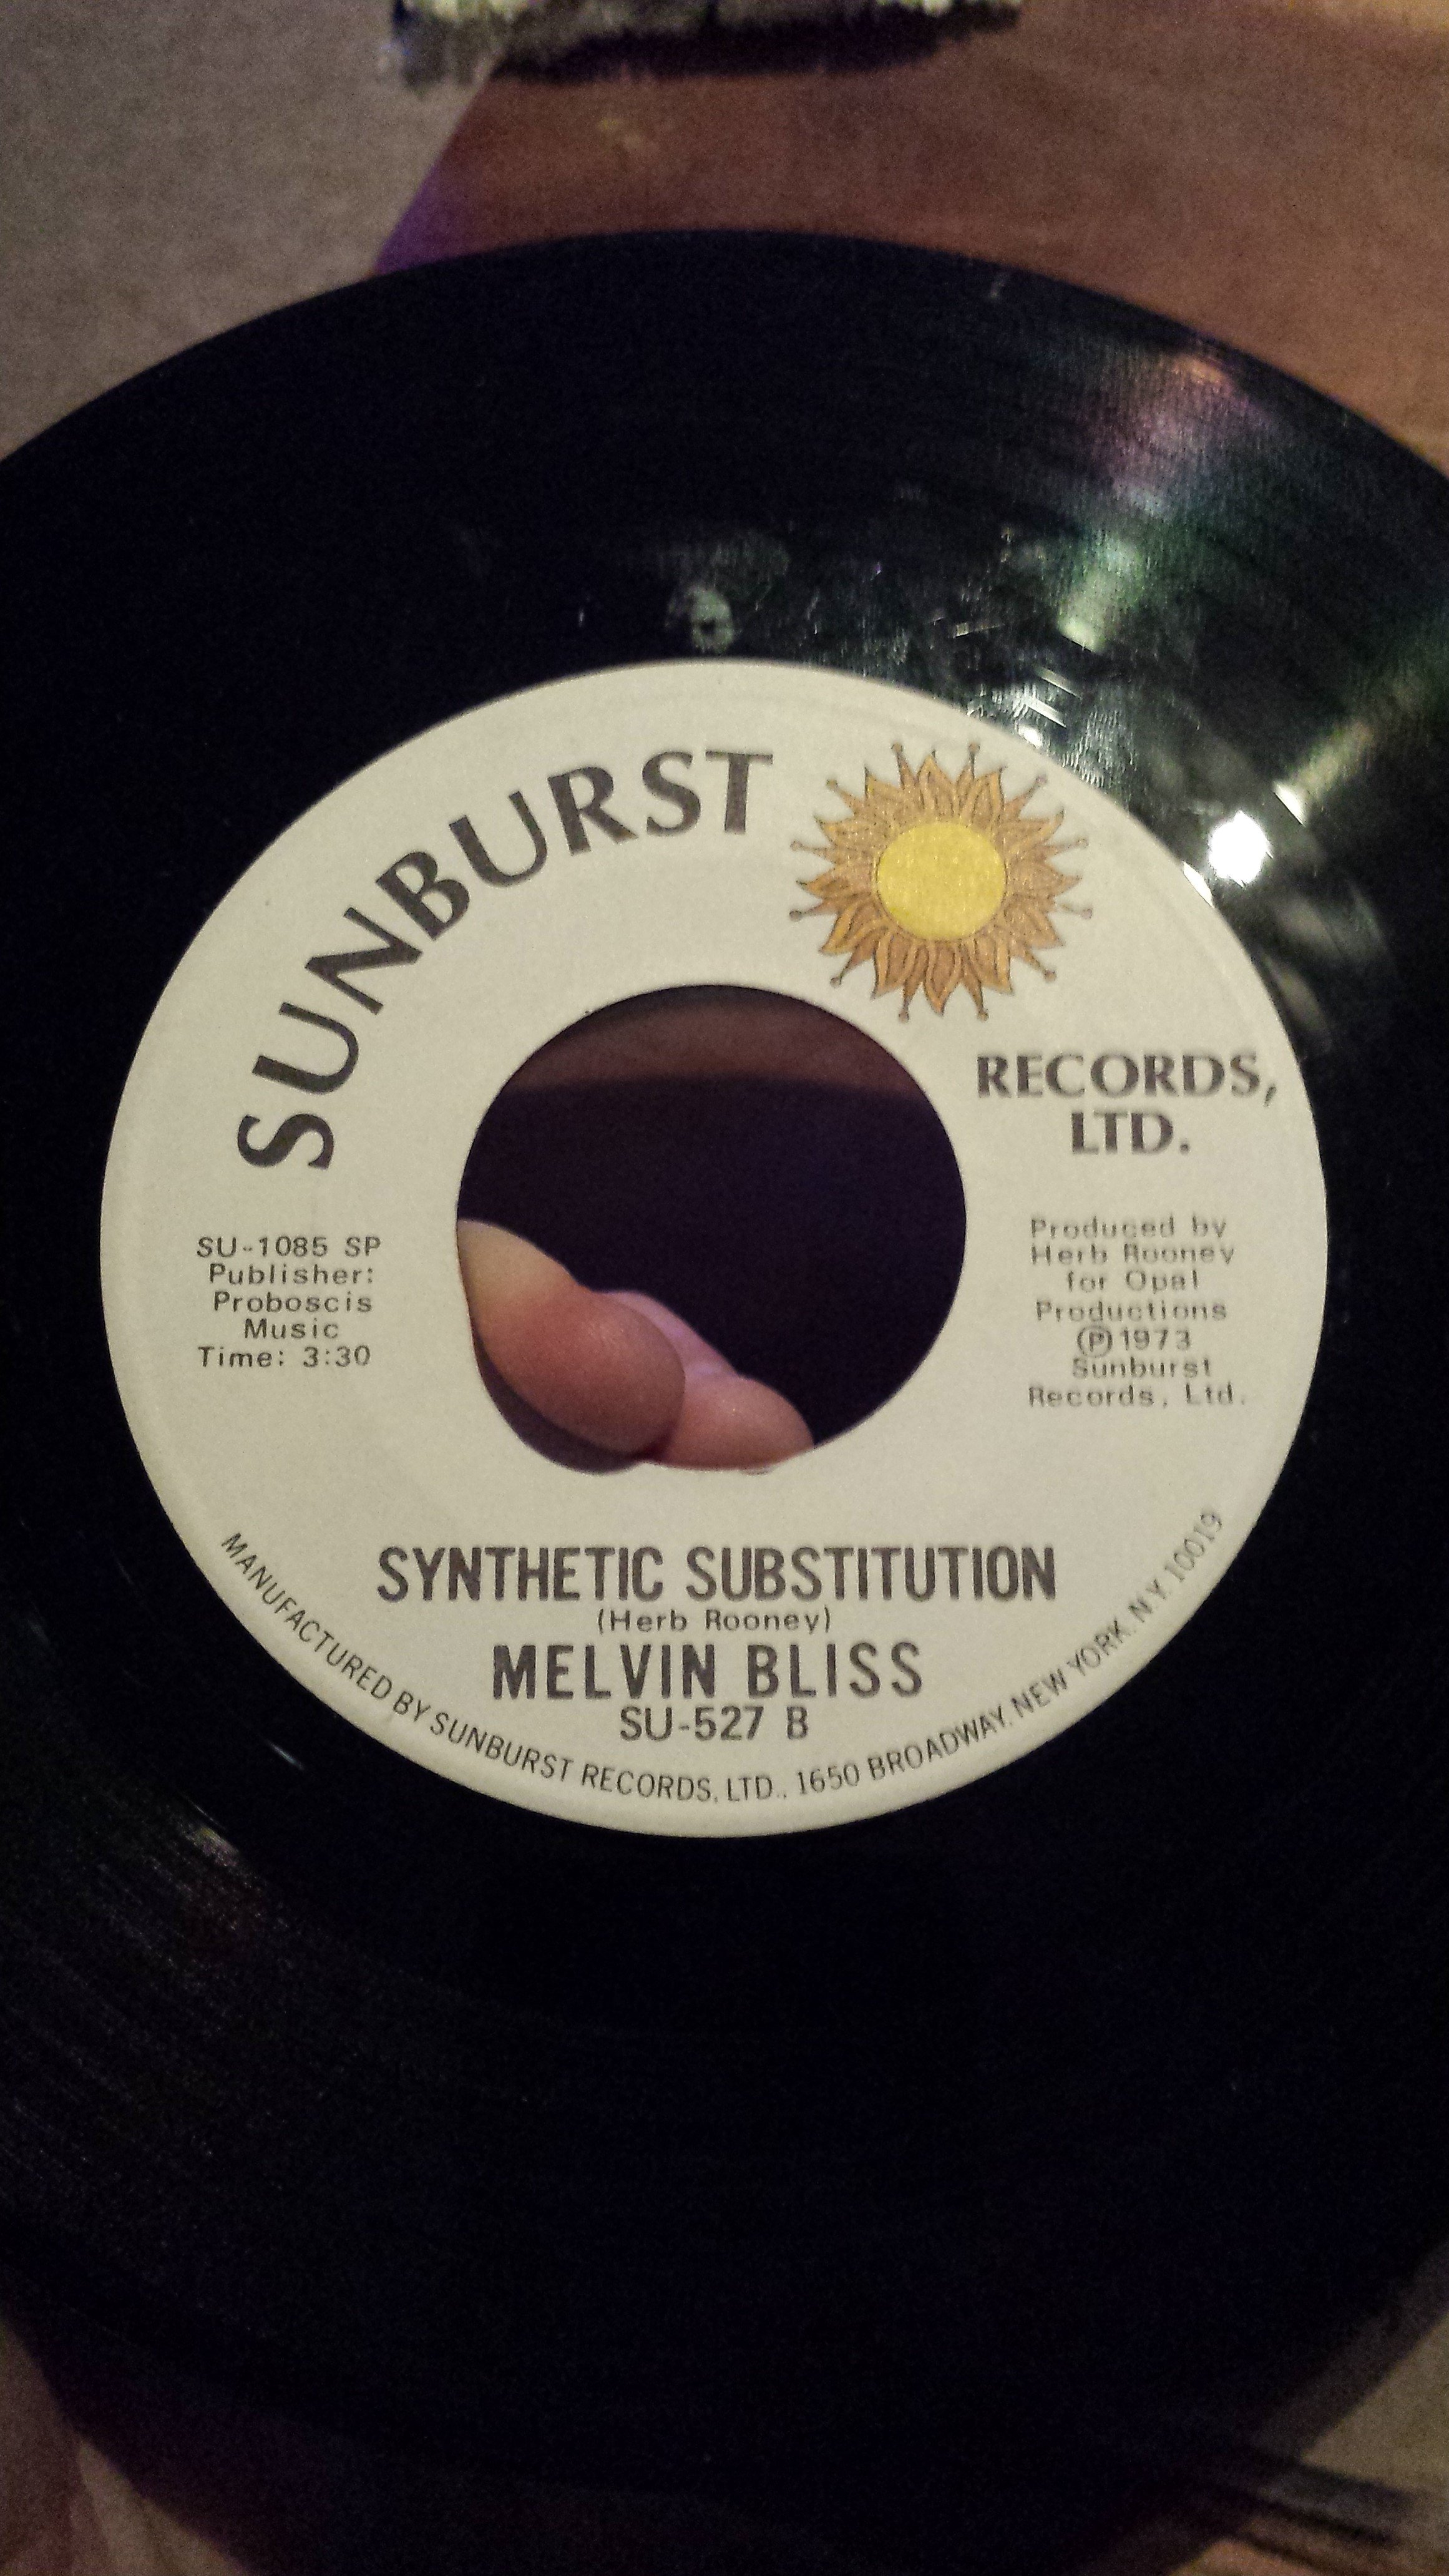 SUNBURST
RECORDS,
LTD.
SU-1085 SP
Publisher:
Proboscis
Music
Time: 3:30
Produced by
Herb Rooney
for Opal
Productions
Ⓟ1973
Sunburst
Records, Ltd.
SYNTHETIC SUBSTITUTION
(Herb Rooney)
MELVIN BLISS
SU-527 B
MANUFACTURED BY SUNBURST RECORDS, LTD., 1650 BROADWAY, NEW YORK, N.Y. 10019